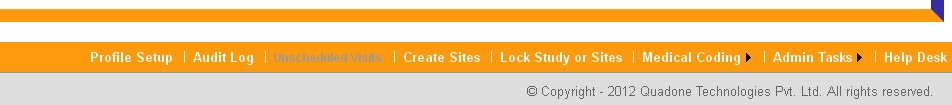 Profile Setup | Audit Log | Unscheduled Visits | Create Sites | Lock Study or Sites | Medical Coding | Admin Tasks | Help Desk
© Copyright - 2012 Quadone Technologies Pvt. Ltd. All rights reserved.